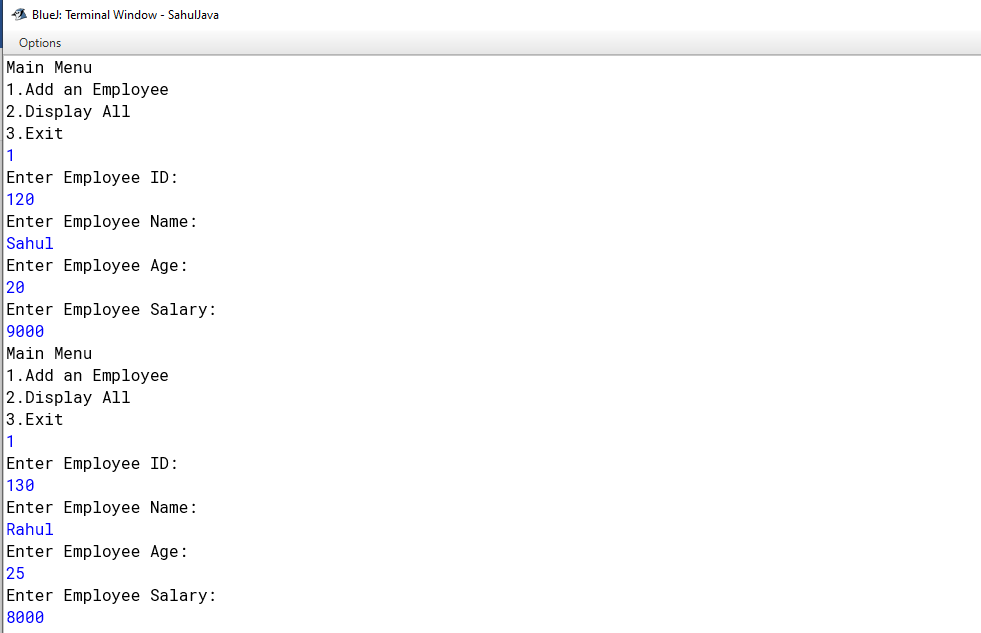 BlueJ: Terminal Window - SahulJava
Options
Main Menu
1.Add an Employee
2.Display All
3.Exit
1
Enter Employee ID:
120
Enter Employee Name:
Sahul
Enter Employee Age:
20
Enter Employee Salary:
9000
Main Menu
1.Add an Employee
2.Display All
3.Exit
1
Enter Employee ID:
130
Enter Employee Name:
Rahul
Enter Employee Age:
25
Enter Employee Salary:
8000